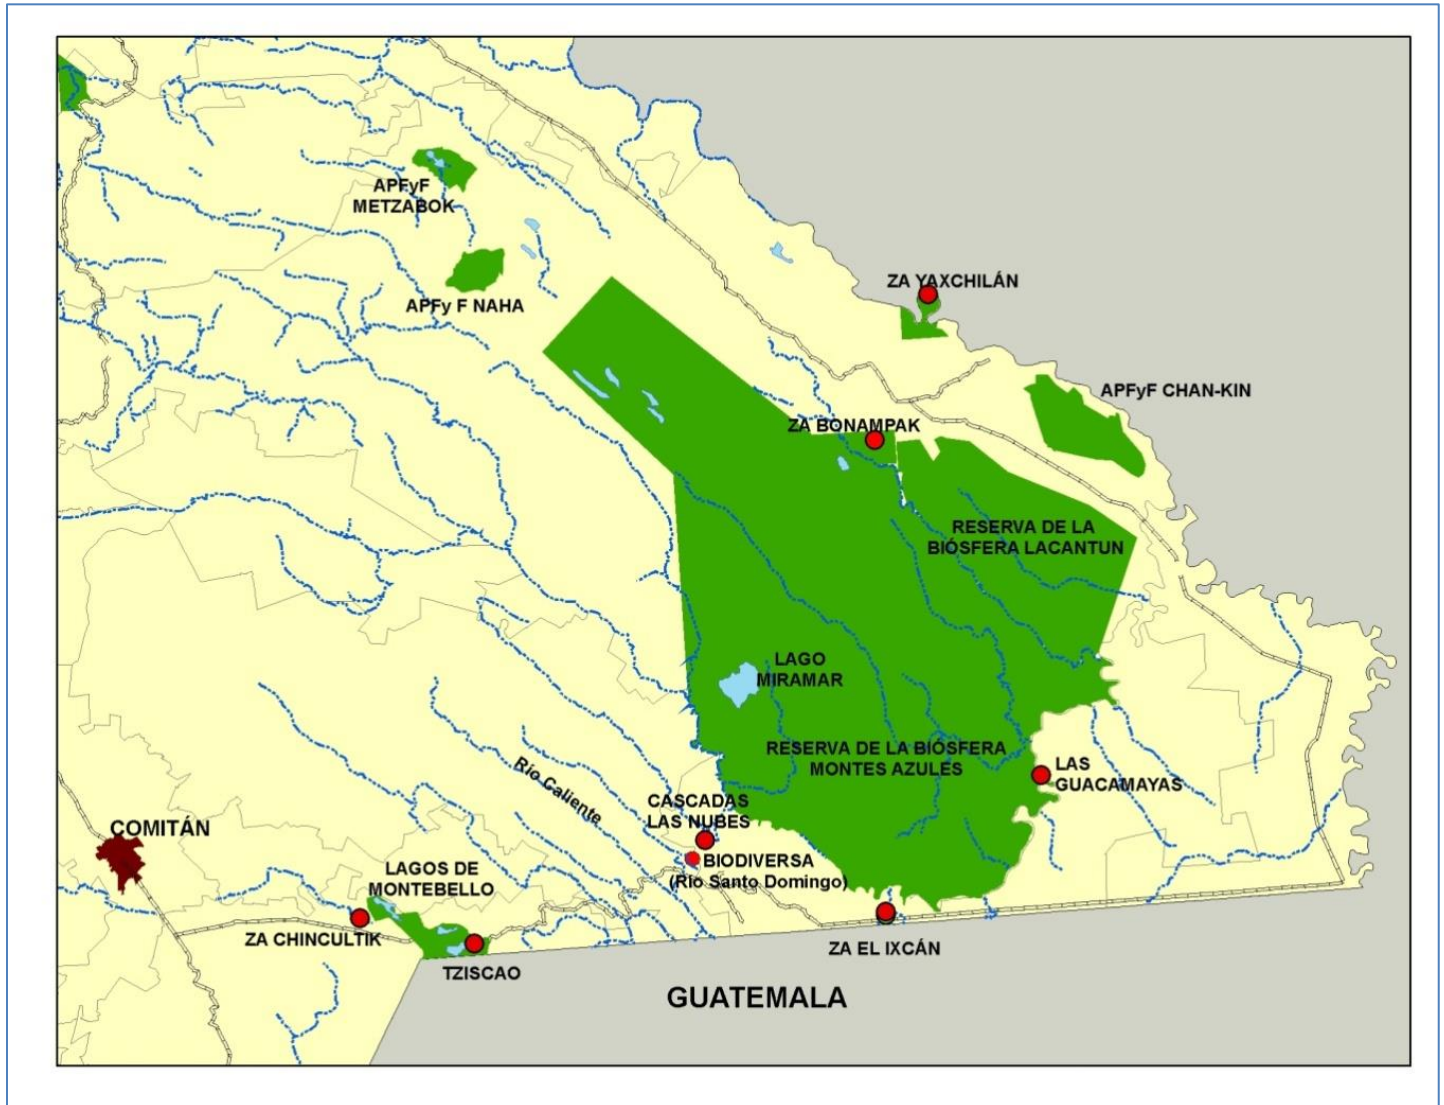 APFyF
METZABOK
APFy F NAHA
ZA YAXCHILÁN
APFyF CHAN-KIN
ZA BONAMPAK
RESERVA DE LA
BIÓSFERA LACANTUN
LAGO
MIRAMAR
RESERVA DE LA BIÓSFERA
MONTES AZULES
LAS
GUACAMAYAS
Río Caliente
CASCADAS
LAS NUBES
COMITÁN
BIODIVERSA
(Río Santo Domingo)
LAGOS DE
MONTEBELLO
ZA CHINCULTIK
ZA EL IXCÁN
TZISCAO
GUATEMALA